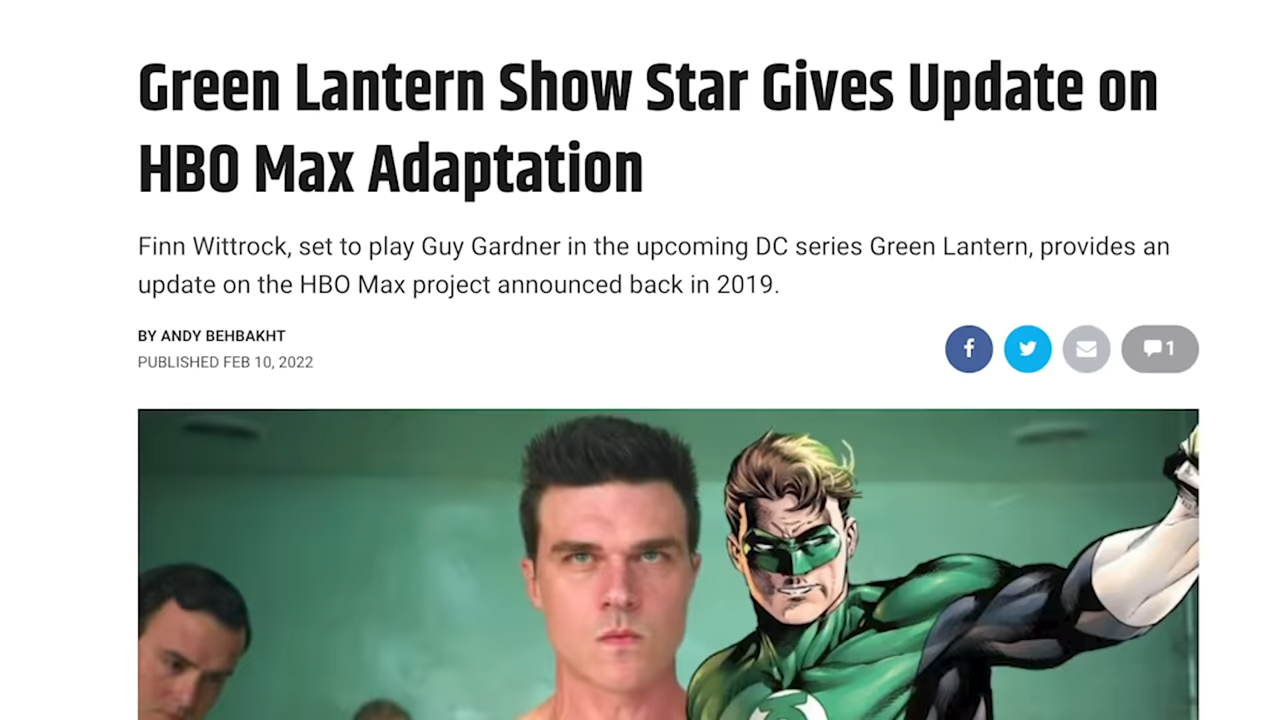 Green Lantern Show Star Gives Update on
HBO Max Adaptation
Finn Wittrock, set to play Guy Gardner in the upcoming DC series Green Lantern, provides an
update on the HBO Max project announced back in 2019.
BY ANDY BEHBAKHT
PUBLISHED FEB 10, 2022
f
1